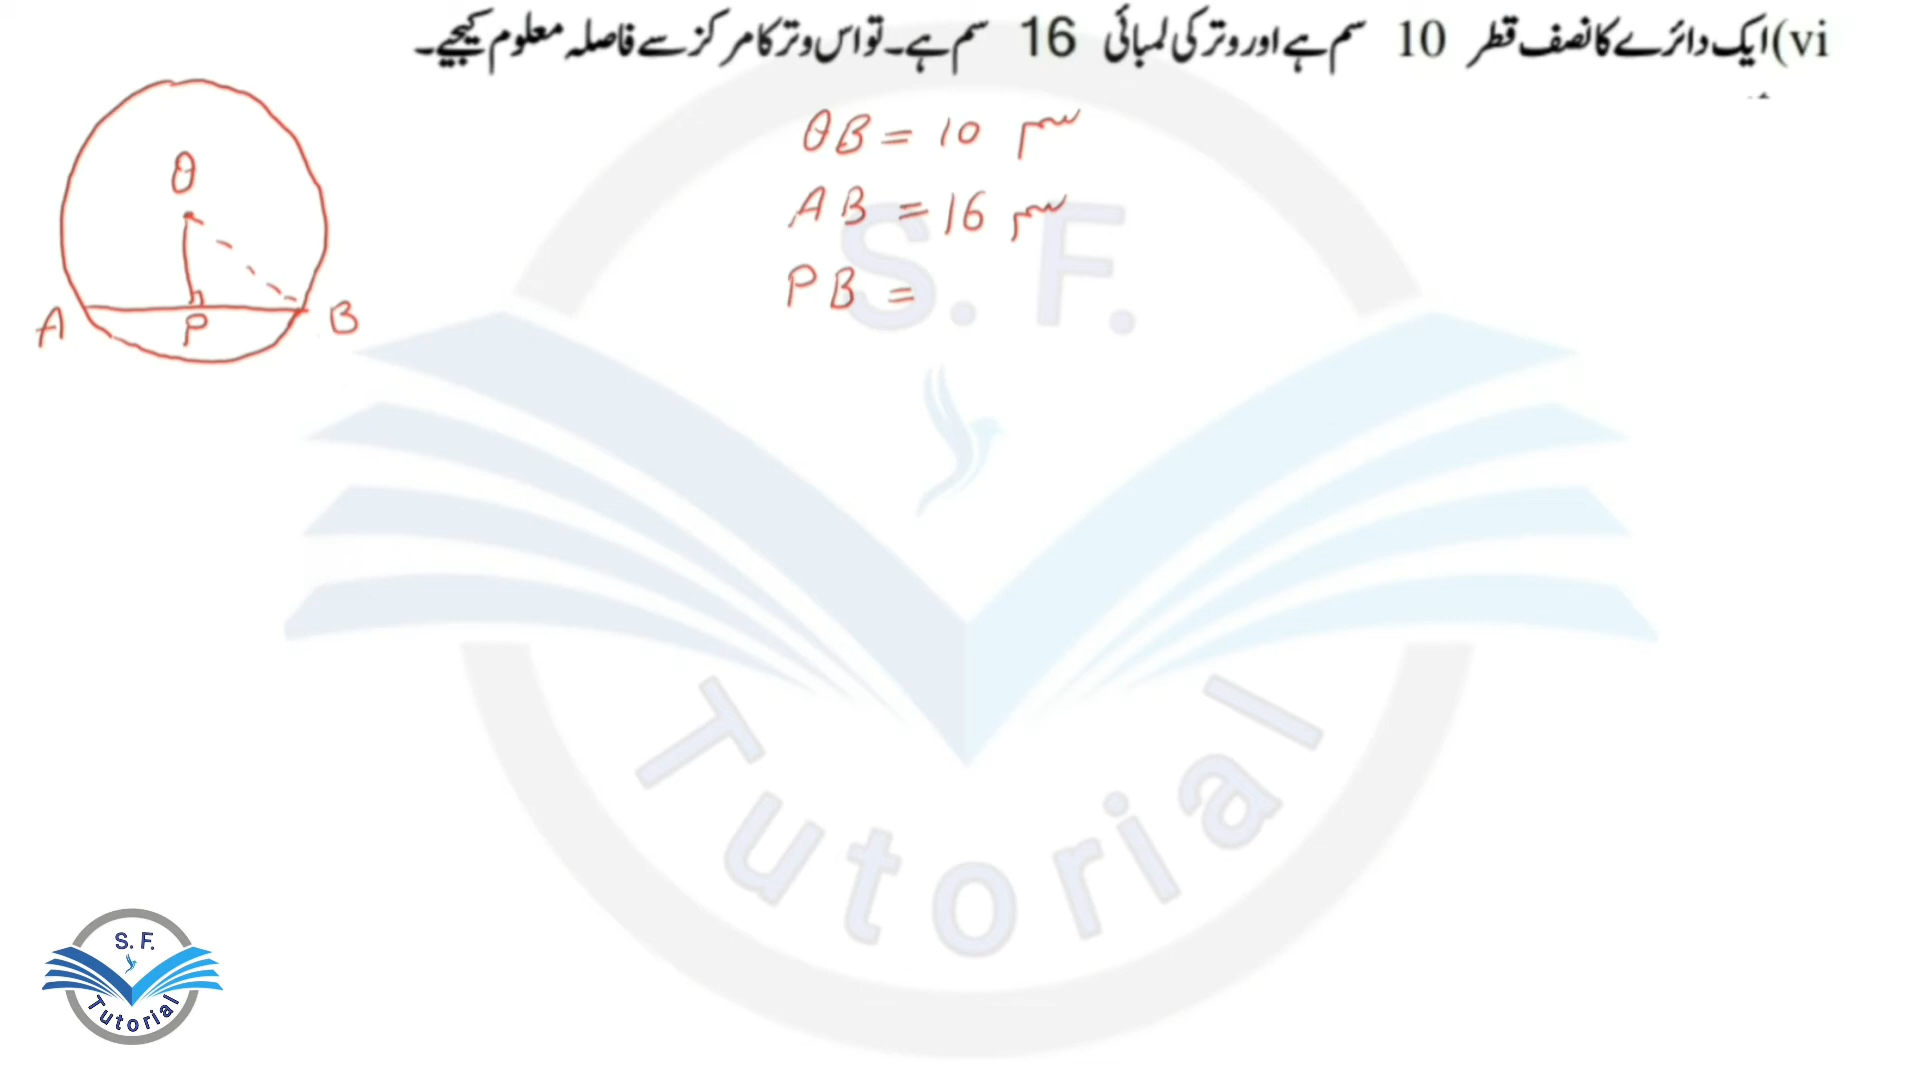 vi)ایک دائرے کا نصف قطر 10 سم ہے اور وتر کی لمبائی 16 سم ہے۔ تو اس وتر کا مرکز سے فاصلہ معلوم کیجیے۔
θ
A P B
θB = 10 سم
AB = 16 سم
PB =
S. F.
Tutorial
S. F.
Tutorial